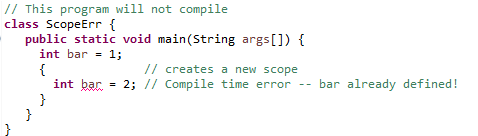 // This program will not compile
class ScopeErr {
   public static void main(String args[]) {
     int bar = 1;
     {              // creates a new scope
       int bar = 2; // Compile time error -- bar already defined!
     }
   }
}